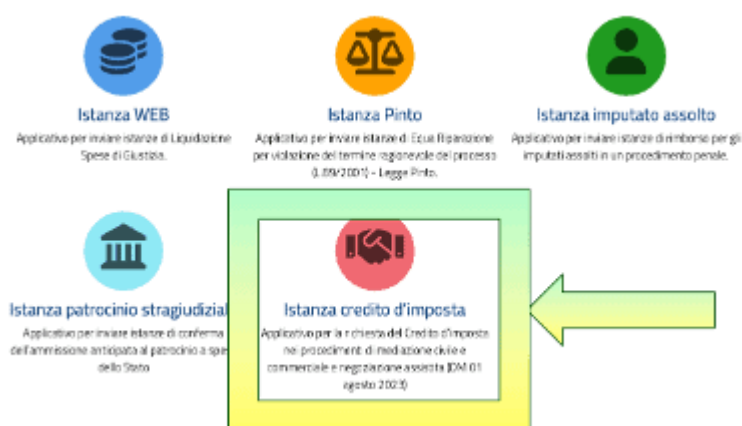 Istanza WEB
Applicativo per inviare istanze di Liquidazione
Spese di Giustizia.
Istanza Pinto
Applicativo per inviare istanze di Equa Riparazione
per violazione del termine ragionevole del processo
(L.89/2001) - Legge Pinto.
Istanza imputato assolto
Applicativo per inviare istanze di rimborso per gli
imputati assolti in un procedimento penale.
Istanza patrocinio stragiudizial
Applicativo per inviare istanze di conferma
dell'ammissione anticipata al patrocinio a spe
dello Stato
Istanza credito d'imposta
Applicativo per la richiesta del Credito d'imposta
nei procedimenti di mediazione civile e
commerciale e negoziazione assistita (DM 01
agosto 2023)